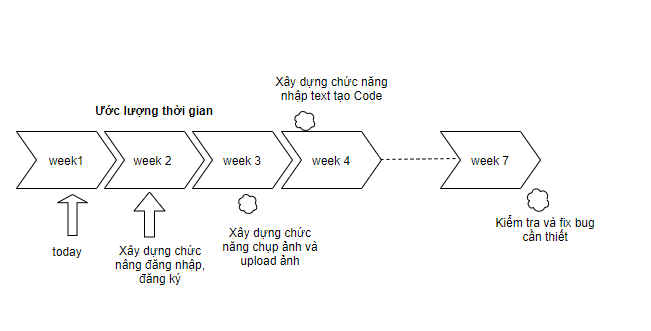 Xây dựng chức năng
nhập text tạo Code
Ước lượng thời gian
week1
week 2
week 3
week 4
week 7
today
Xây dựng chức
nâng đăng nhập,
đăng ký
Xây dựng chức
năng chụp ảnh và
upload ảnh
Kiểm tra và fix bug
cần thiết